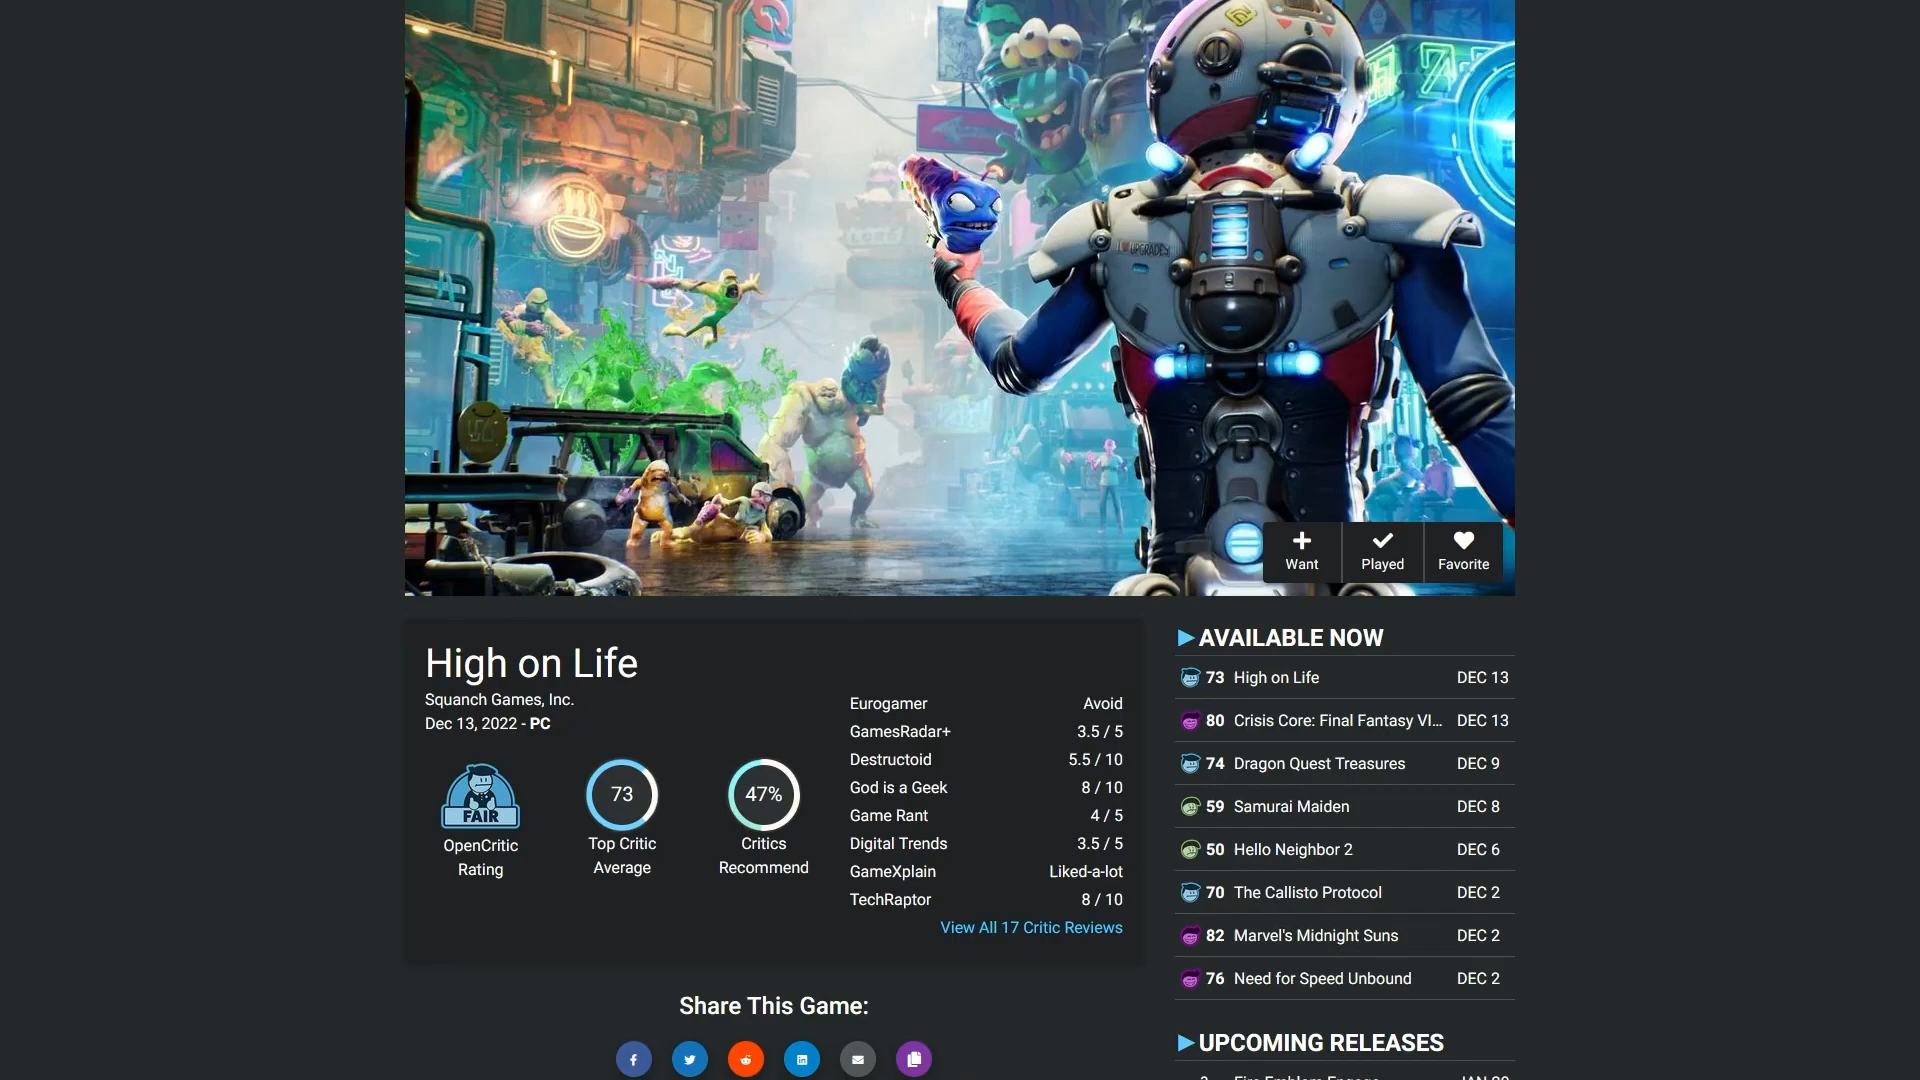 I ♥ UPGRADES!
Want
Played
Favorite
High on Life
Squanch Games, Inc.
Dec 13, 2022 - PC
FAIR
OpenCritic
Rating
73
Top Critic
Average
47%
Critics
Recommend
Eurogamer Avoid
GamesRadar+ 3.5 / 5
Destructoid 5.5 / 10
God is a Geek 8 / 10
Game Rant 4 / 5
Digital Trends 3.5 / 5
GameXplain Liked-a-lot
TechRaptor 8 / 10
View All 17 Critic Reviews
Share This Game:
AVAILABLE NOW
73 High on Life DEC 13
80 Crisis Core: Final Fantasy VI... DEC 13
74 Dragon Quest Treasures DEC 9
59 Samurai Maiden DEC 8
50 Hello Neighbor 2 DEC 6
70 The Callisto Protocol DEC 2
82 Marvel's Midnight Suns DEC 2
76 Need for Speed Unbound DEC 2
UPCOMING RELEASES